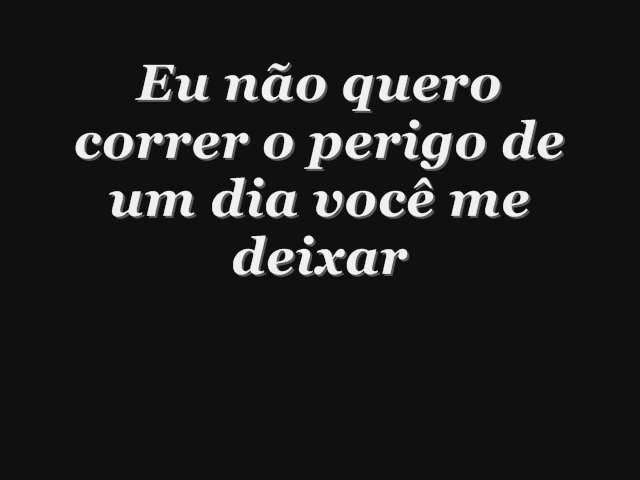 Eu não quero
correr o perigo de
um dia você me
deixar